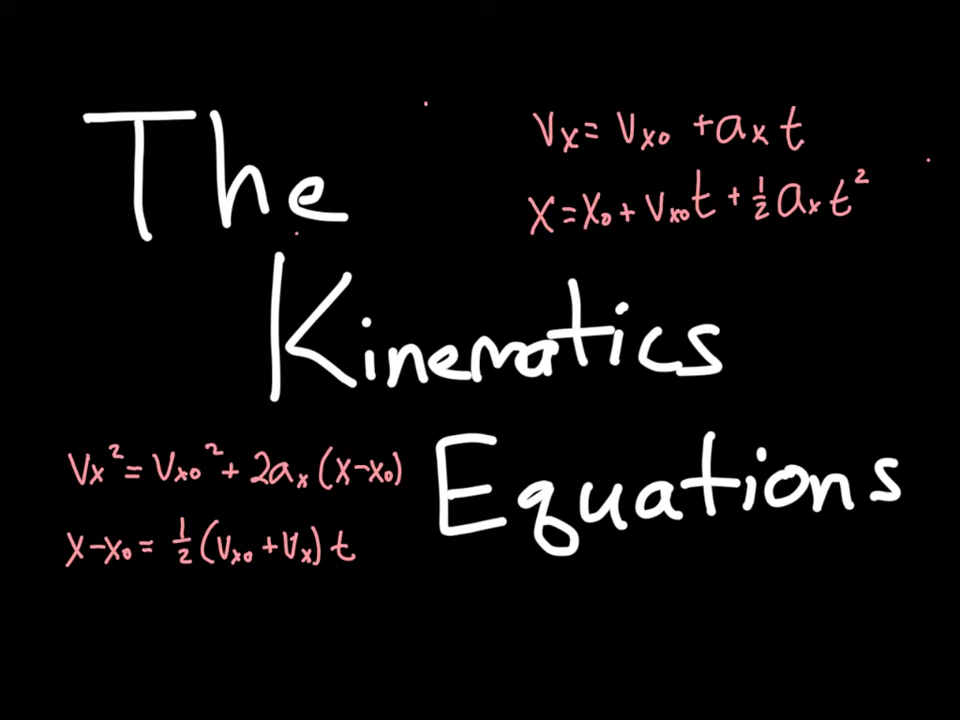 The
Vx = Vx0 + ax t
X = X0 + Vx0 t + 1/2 ax t²
Kinematics
Equations
Vx² = Vx0² + 2ax (X-X0)
X-X0 = 1/2 (Vx0 + Vx) t